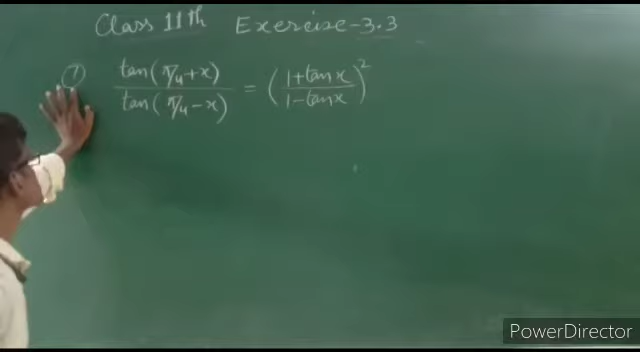 Class 11th Exercise-3.3
① tan(π/4+x) / tan(π/4-x) = (1+tanx / 1-tanx)²
PowerDirector